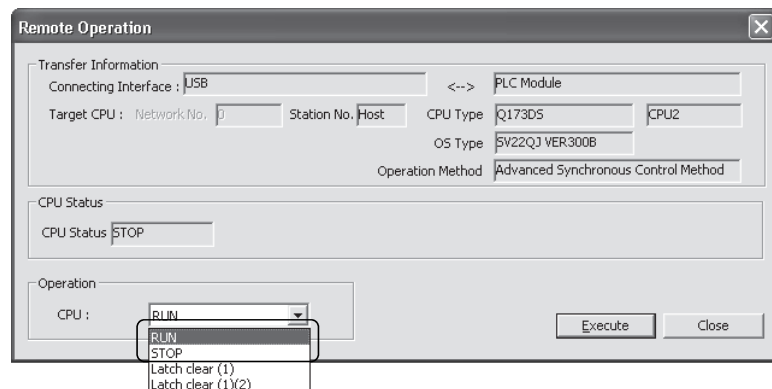 Remote Operation
Transfer Information
Connecting Interface : USB <--> PLC Module
Target CPU : Network No. 0 Station No. Host CPU Type Q173DS CPU2
OS Type SV22QJ VER300B
Operation Method Advanced Synchronous Control Method
CPU Status
CPU Status STOP
Operation
CPU : RUN
RUN
STOP
Latch clear (1)
Latch clear (1)(2)
Execute Close